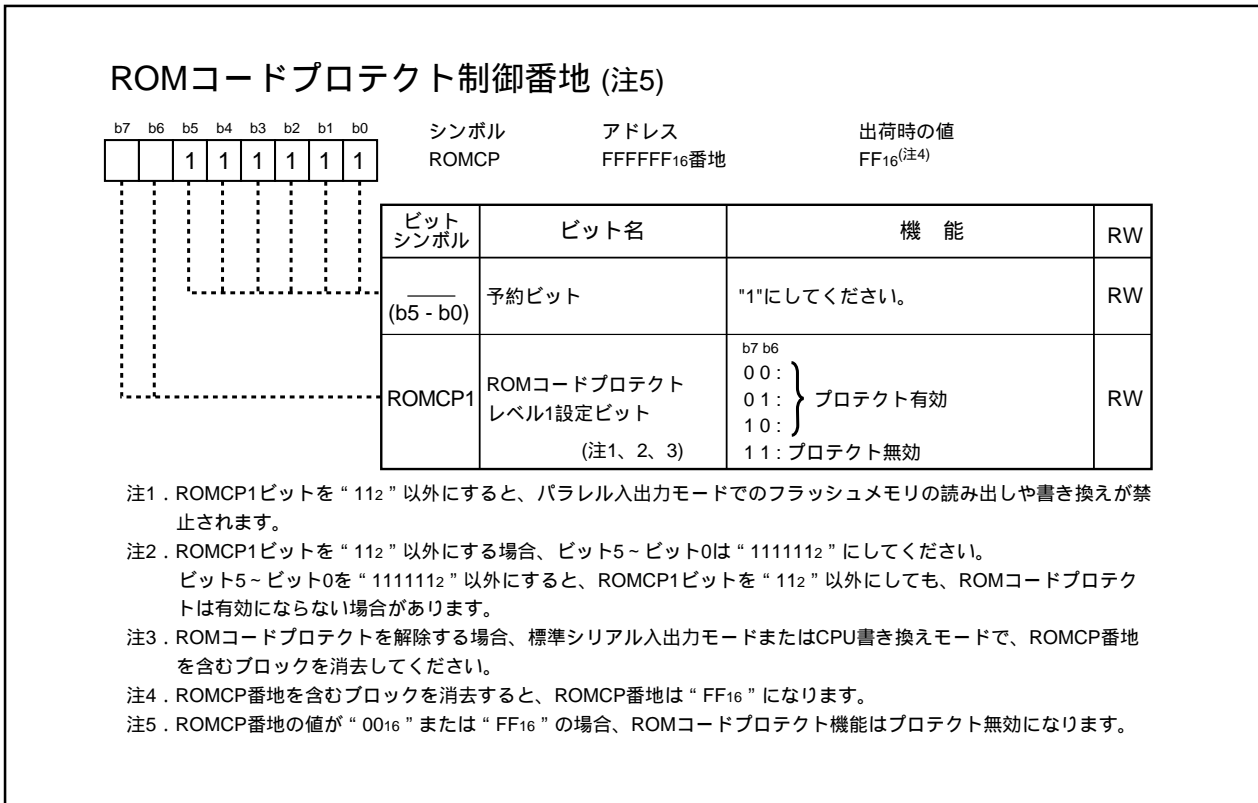 ROMコードプロテクト制御番地 (注5)
b7 b6 b5 b4 b3 b2 b1 b0
1 1 1 1 1 1
シンボル アドレス 出荷時の値
ROMCP FFFFFF16番地 FF16(注4)
ビット
シンボル
ビット名
機 能
RW
(b5 - b0)
予約ビット
"1"にしてください。
RW
ROMCP1
ROMコードプロテクト
レベル1設定ビット
(注1、2、3)
b7 b6
0 0 :
0 1 :
1 0 :
プロテクト有効
1 1 : プロテクト無効
RW
注1．ROMCP1ビットを“112”以外にすると、パラレル入出力モードでのフラッシュメモリの読み出しや書き換えが禁
止されます。
注2．ROMCP1ビットを“112”以外にする場合、ビット5~ビット0は“1111112”にしてください。
ビット5~ビット0を“1111112”以外にすると、ROMCP1ビットを“112”以外にしても、ROMコードプロテク
トは有効にならない場合があります。
注3．ROMコードプロテクトを解除する場合、標準シリアル入出力モードまたはCPU書き換えモードで、ROMCP番地
を含むブロックを消去してください。
注4．ROMCP番地を含むブロックを消去すると、ROMCP番地は“FF16”になります。
注5．ROMCP番地の値が“0016”または“FF16”の場合、ROMコードプロテクト機能はプロテクト無効になります。